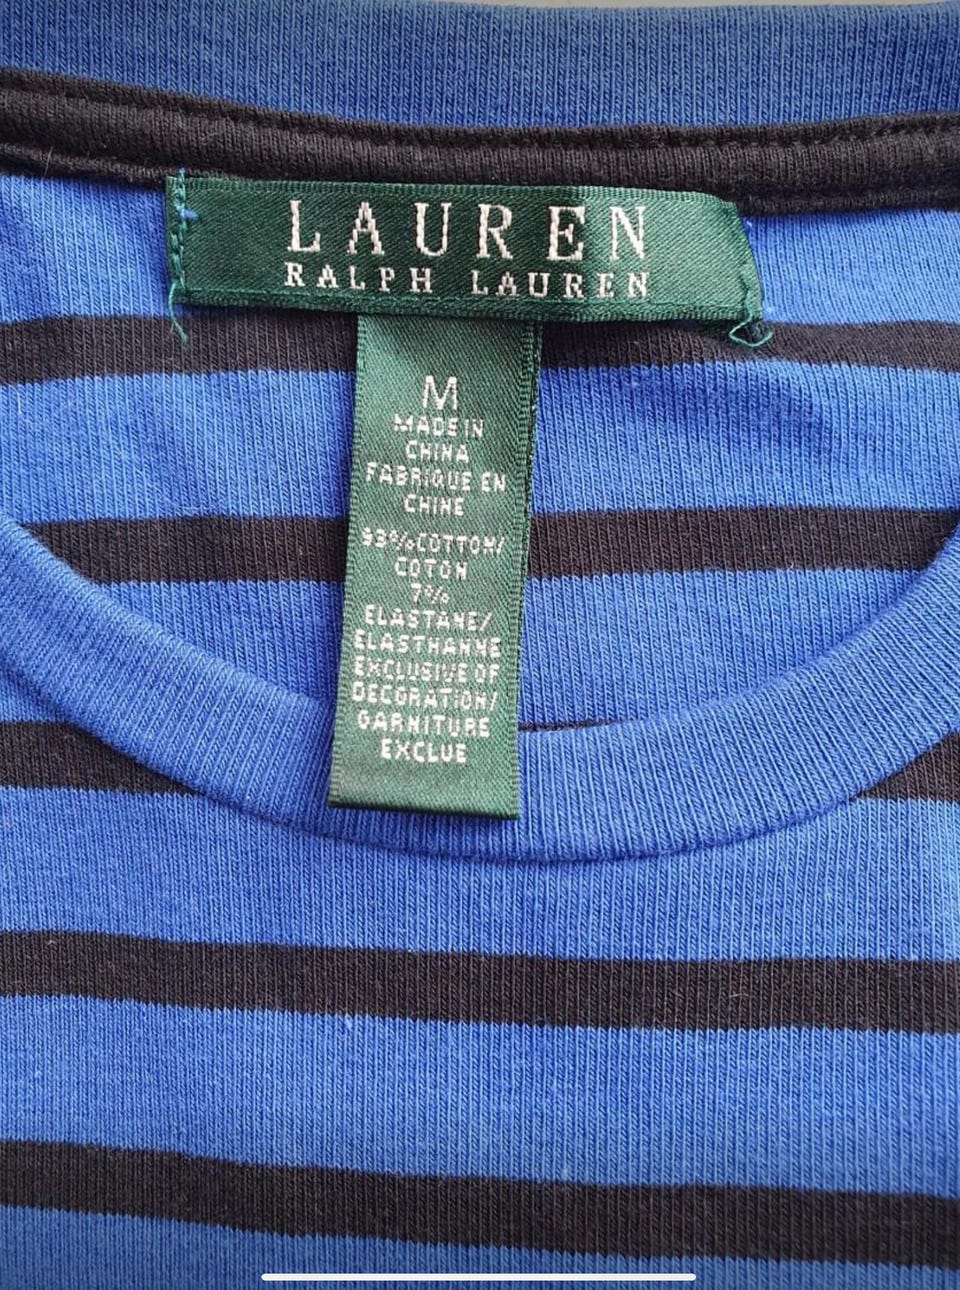 LAUREN
RALPH LAUREN
M
MADE IN
CHINA
FABRIQUE EN
CHINE
93% COTTON/
COTON
7%
ELASTANE/
ELASTHANNE
EXCLUSIVE OF
DECORATION/
GARNITURE
EXCLUE